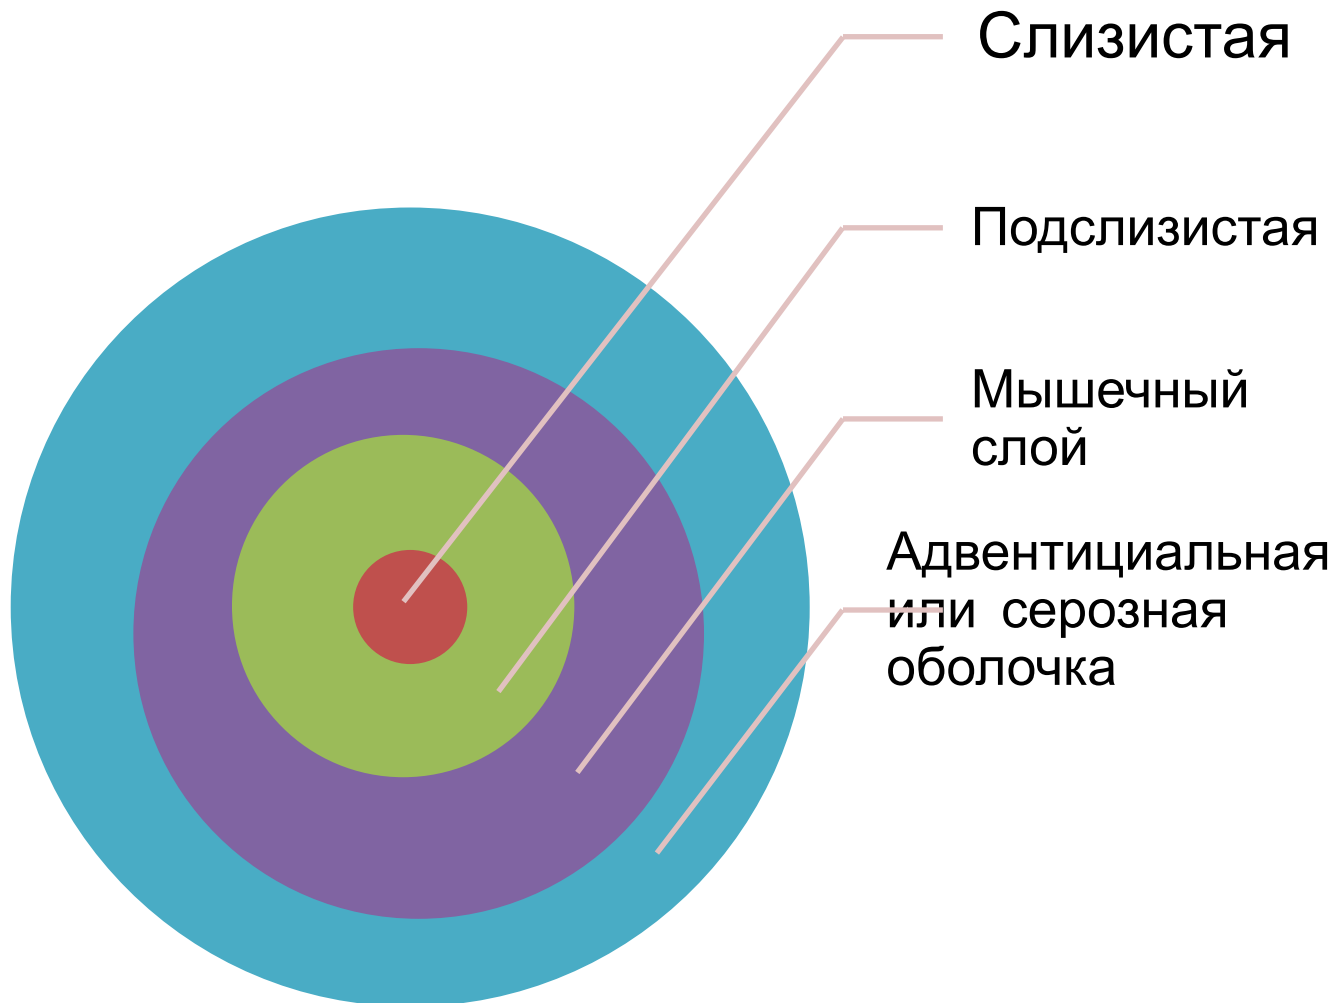 Слизистая
Подслизистая
Мышечный
слой
Адвентициальная
или серозная
оболочка